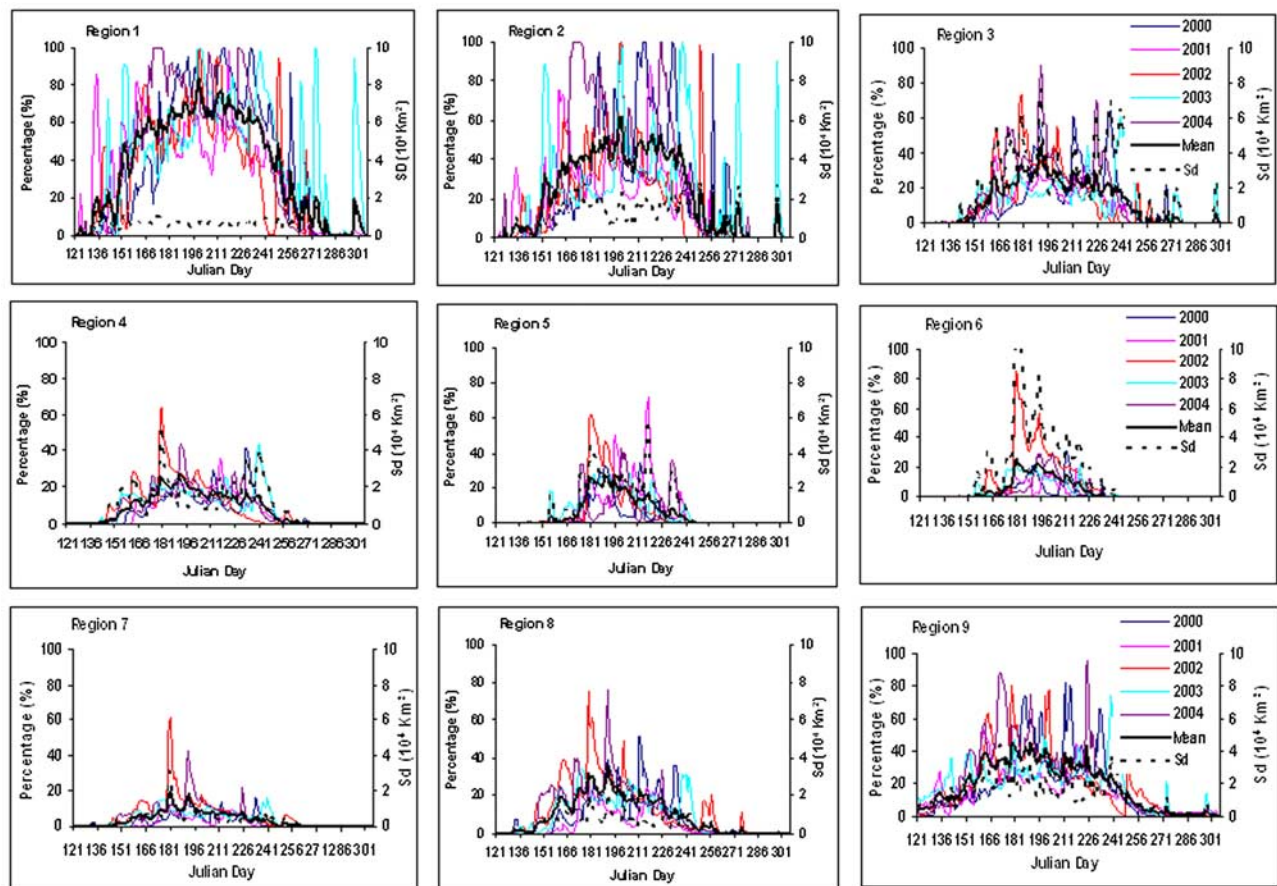 Region 1
Percentage (%)
100
80
60
40
20
0
10
8
6
4
2
0
SD (10⁴ Km²)
121 136 151 166 181 196 211 226 241 256 271 286 301
Julian Day
Region 2
Percentage (%)
100
80
60
40
20
0
10
8
6
4
2
0
Sd (10⁴ Km²)
121 136 151 166 181 196 211 226 241 256 271 286 301
Julian Day
Region 3
Percentage (%)
100
80
60
40
20
0
10
8
6
4
2
0
Sd (10⁴ Km²)
121 136 151 166 181 196 211 226 241 256 271 286 301
Julian Day
2000
2001
2002
2003
2004
Mean
Sd
Region 4
Percentage (%)
100
80
60
40
20
0
10
8
6
4
2
0
Sd (10⁴ Km²)
121 136 151 166 181 196 211 226 241 256 271 286 301
Julian Day
Region 5
Percentage (%)
100
80
60
40
20
0
10
8
6
4
2
0
Sd (10⁴ Km²)
121 136 151 166 181 196 211 226 241 256 271 286 301
Julian Day
Region 6
Percentage (%)
100
80
60
40
20
0
10
8
6
4
2
0
Sd (10⁴ Km²)
121 136 151 166 181 196 211 226 241 256 271 286 301
Julian Day
2000
2001
2002
2003
2004
Mean
Sd
Region 7
Percentage (%)
100
80
60
40
20
0
10
8
6
4
2
0
Sd (10⁴ Km²)
121 136 151 166 181 196 211 226 241 256 271 286 301
Julian Day
Region 8
Percentage (%)
100
80
60
40
20
0
10
8
6
4
2
0
Sd (10⁴ Km²)
121 136 151 166 181 196 211 226 241 256 271 286 301
Julian Day
Region 9
Percentage (%)
100
80
60
40
20
0
10
8
6
4
2
0
Sd (10⁴ Km²)
121 136 151 166 181 196 211 226 241 256 271 286 301
Julian Day
2000
2001
2002
2003
2004
Mean
Sd